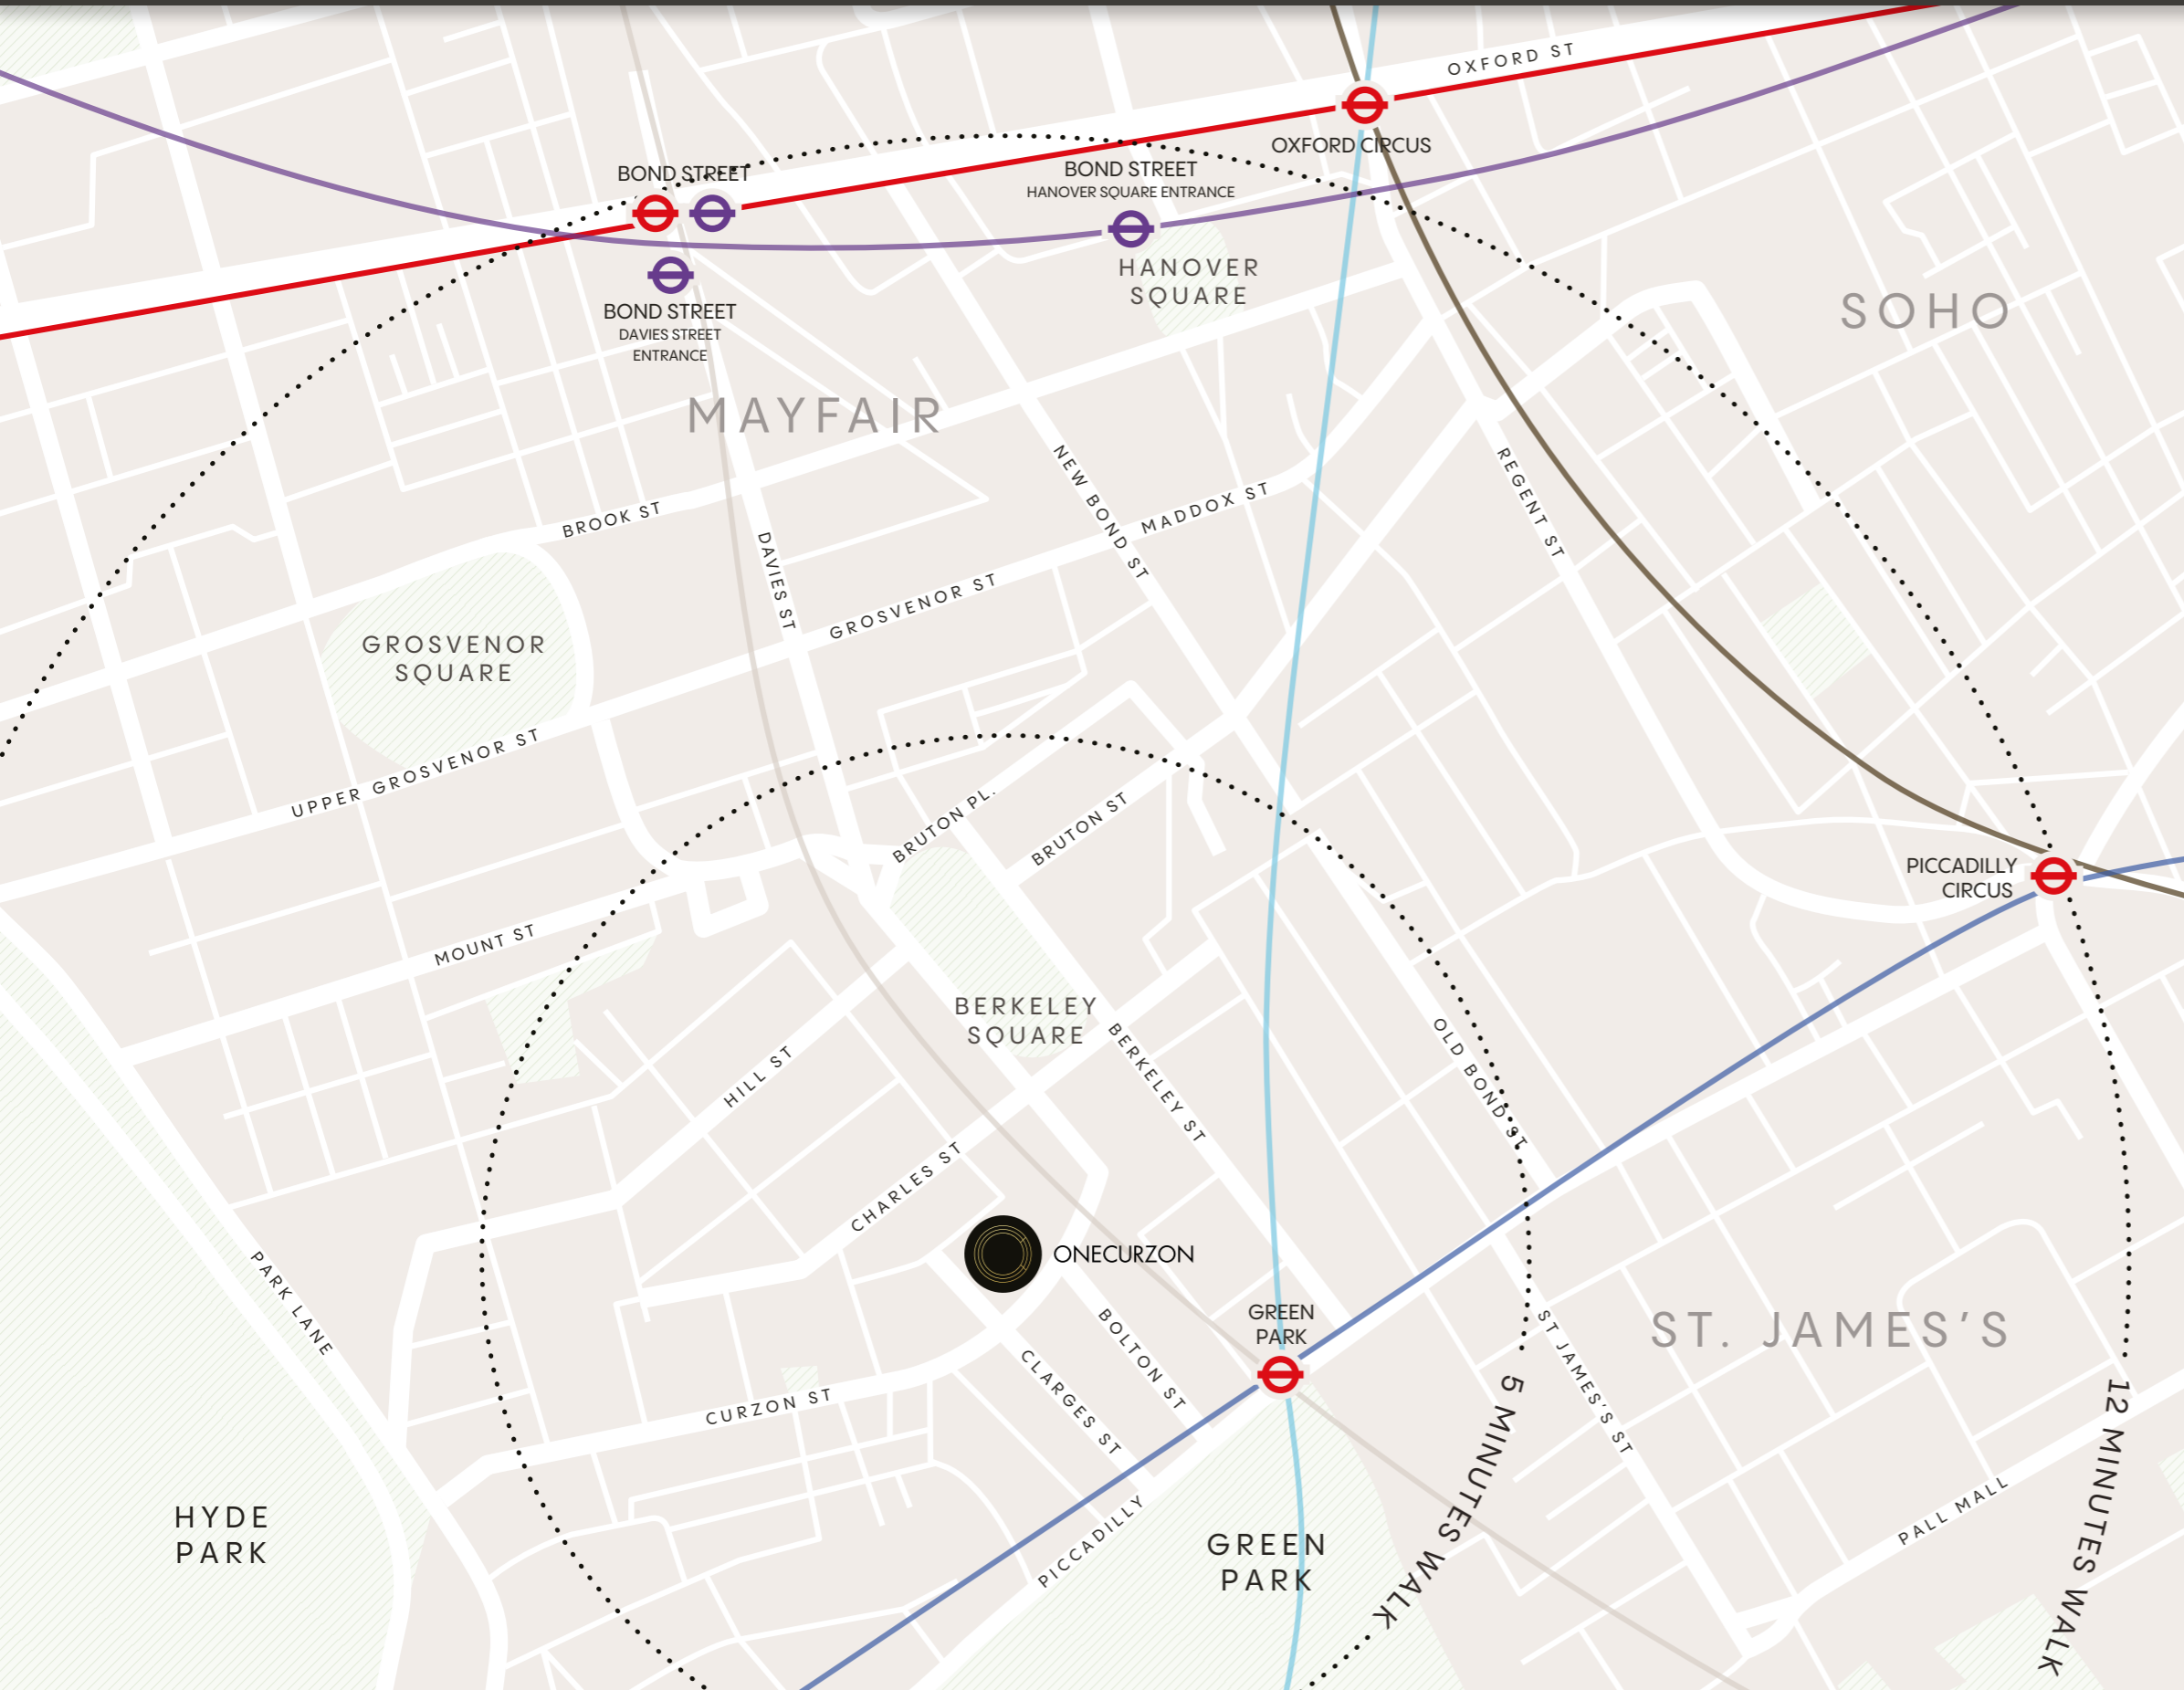 OXFORD ST
OXFORD CIRCUS
BOND STREET
BOND STREET
HANOVER SQUARE ENTRANCE
BOND STREET
DAVIES STREET
ENTRANCE
HANOVER
SQUARE
SOHO
MAYFAIR
NEW BOND ST
REGENT ST
MADDOX ST
BROOK ST
DAVIES ST
GROSVENOR ST
GROSVENOR
SQUARE
UPPER GROSVENOR ST
BRUTON PL.
BRUTON ST
PICCADILLY
CIRCUS
MOUNT ST
BERKELEY
SQUARE
BERKELEY ST
OLD BOND ST
HILL ST
CHARLES ST
ONECURZON
PARK LANE
GREEN
PARK
BOLTON ST
CLARGES ST
ST JAMES'S ST
ST. JAMES'S
CURZON ST
5 MINUTES WALK
12 MINUTES WALK
PICCADILLY
PALL MALL
HYDE
PARK
GREEN
PARK